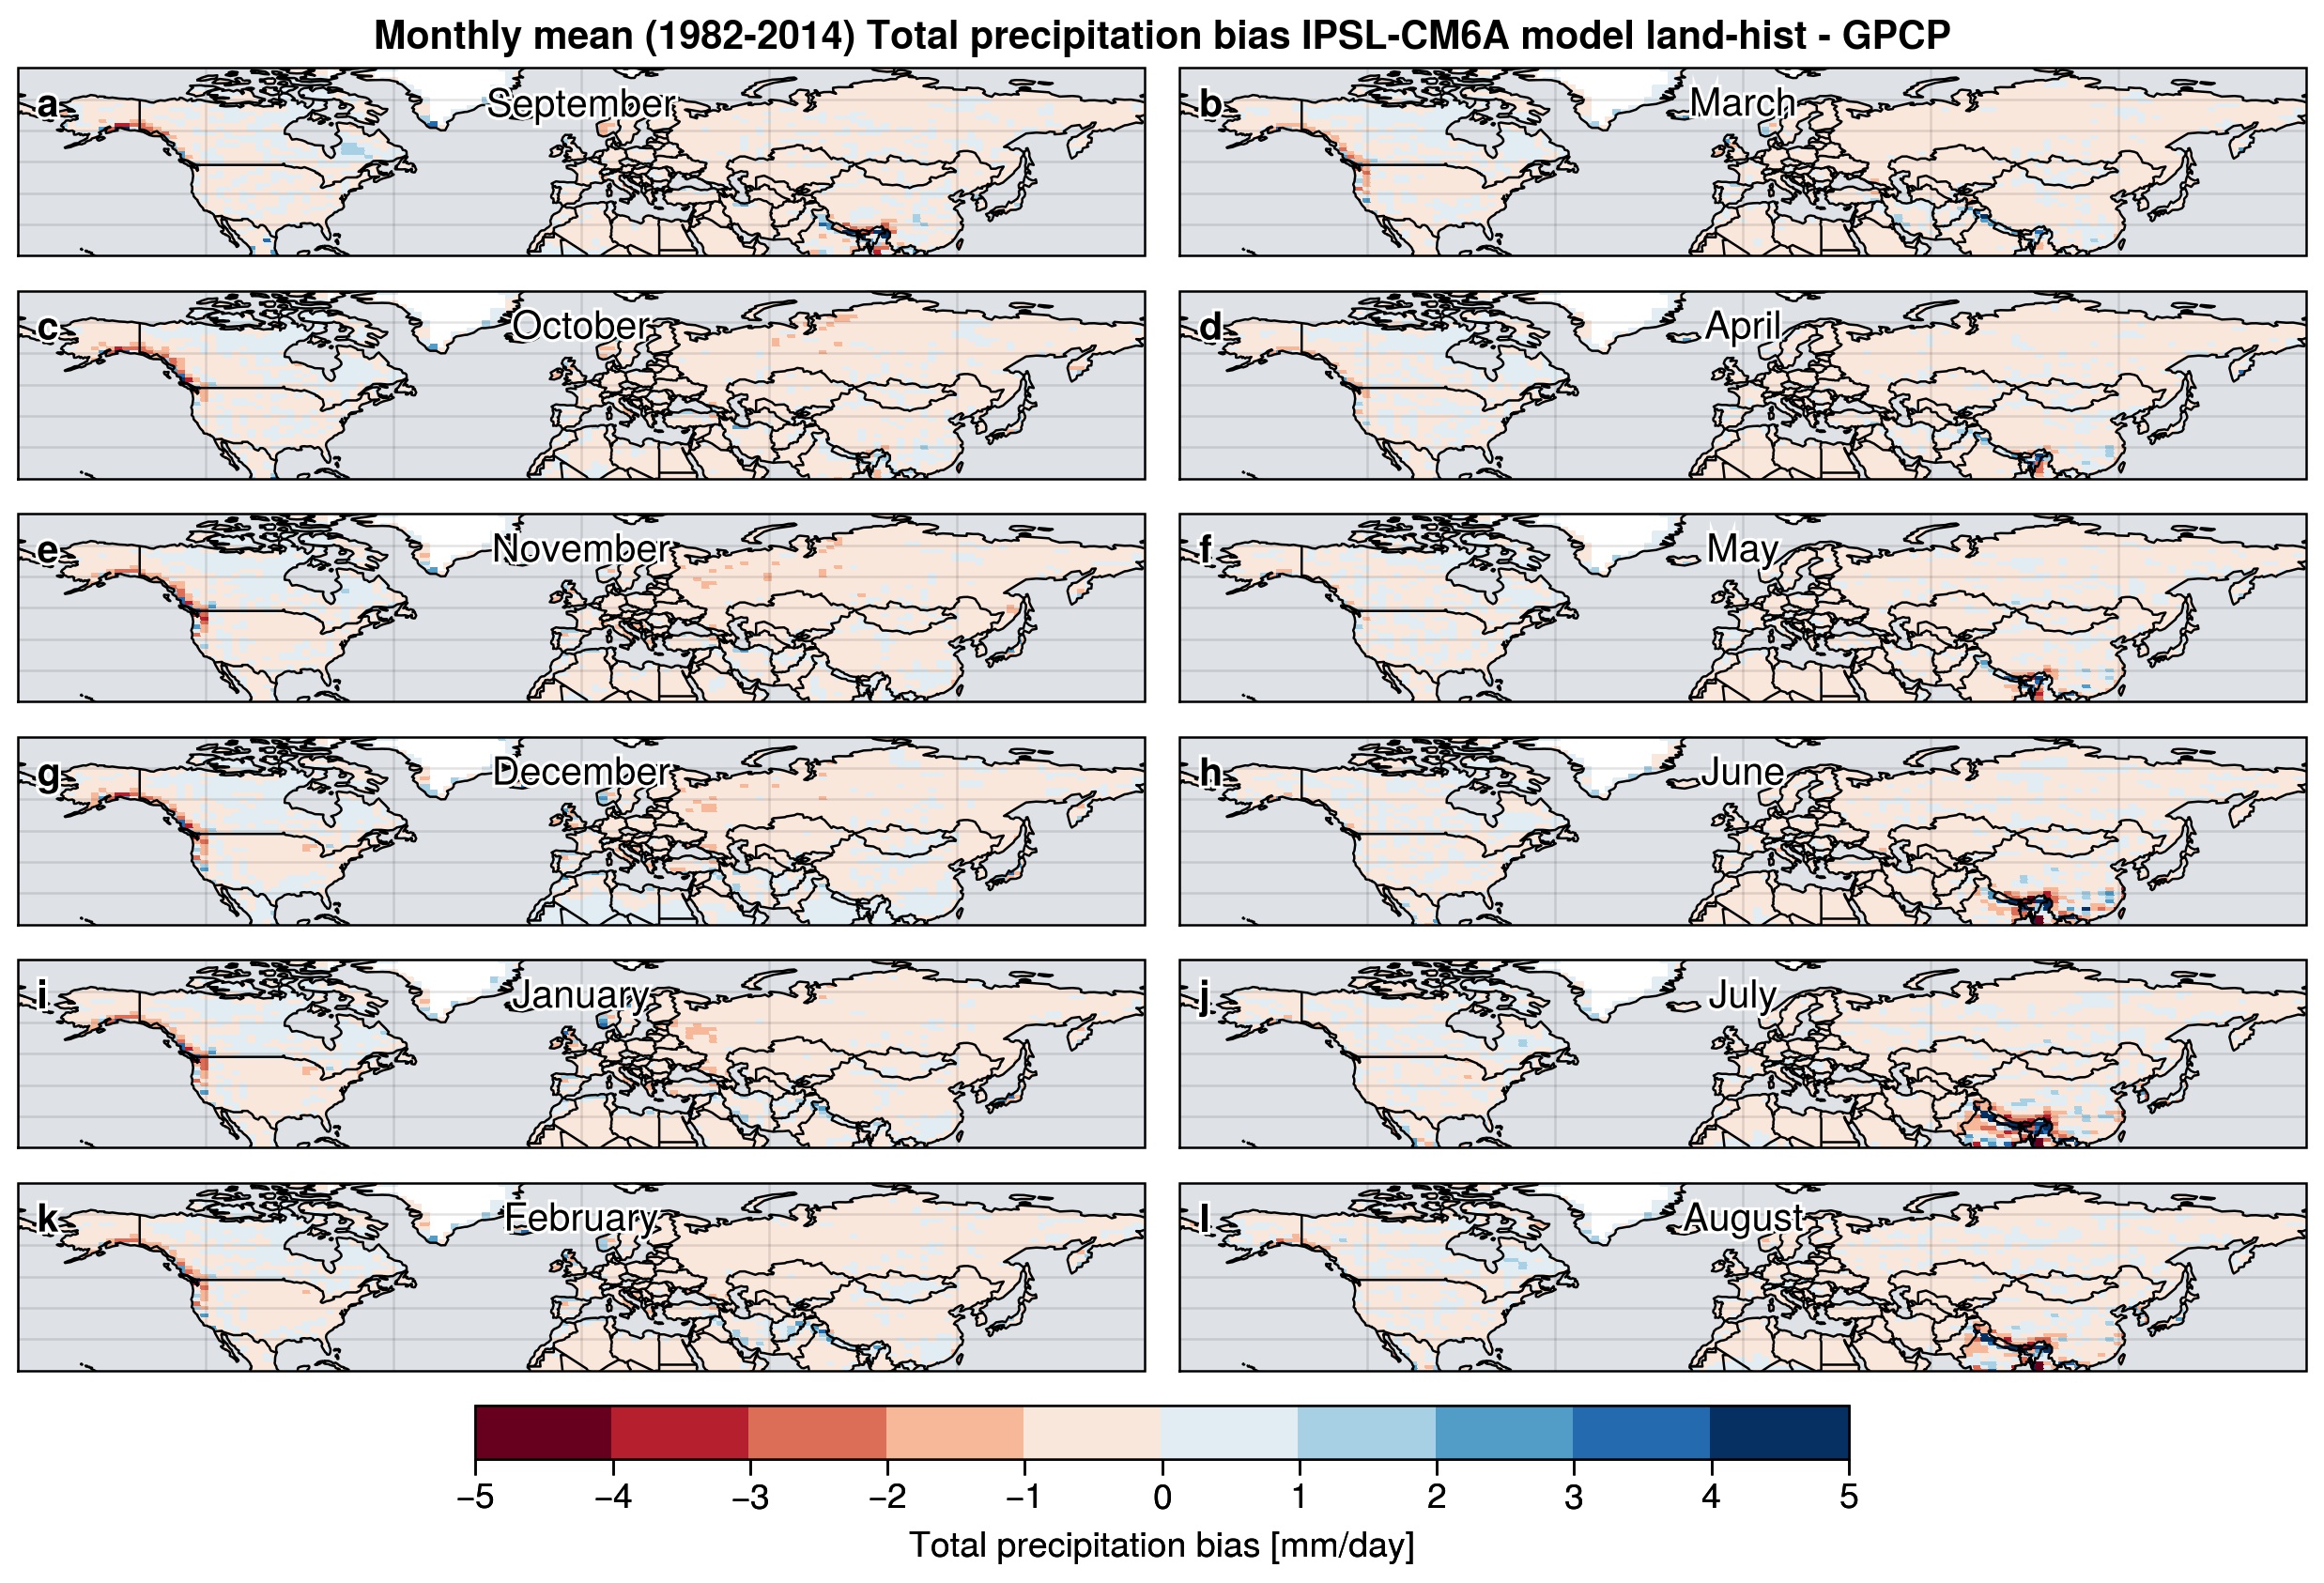 Monthly mean (1982-2014) Total precipitation bias IPSL-CM6A model land-hist - GPCP
a September
b March
c October
d April
e November
f May
g December
h June
i January
j July
k February
l August
−5 −4 −3 −2 −1 0 1 2 3 4 5
Total precipitation bias [mm/day]